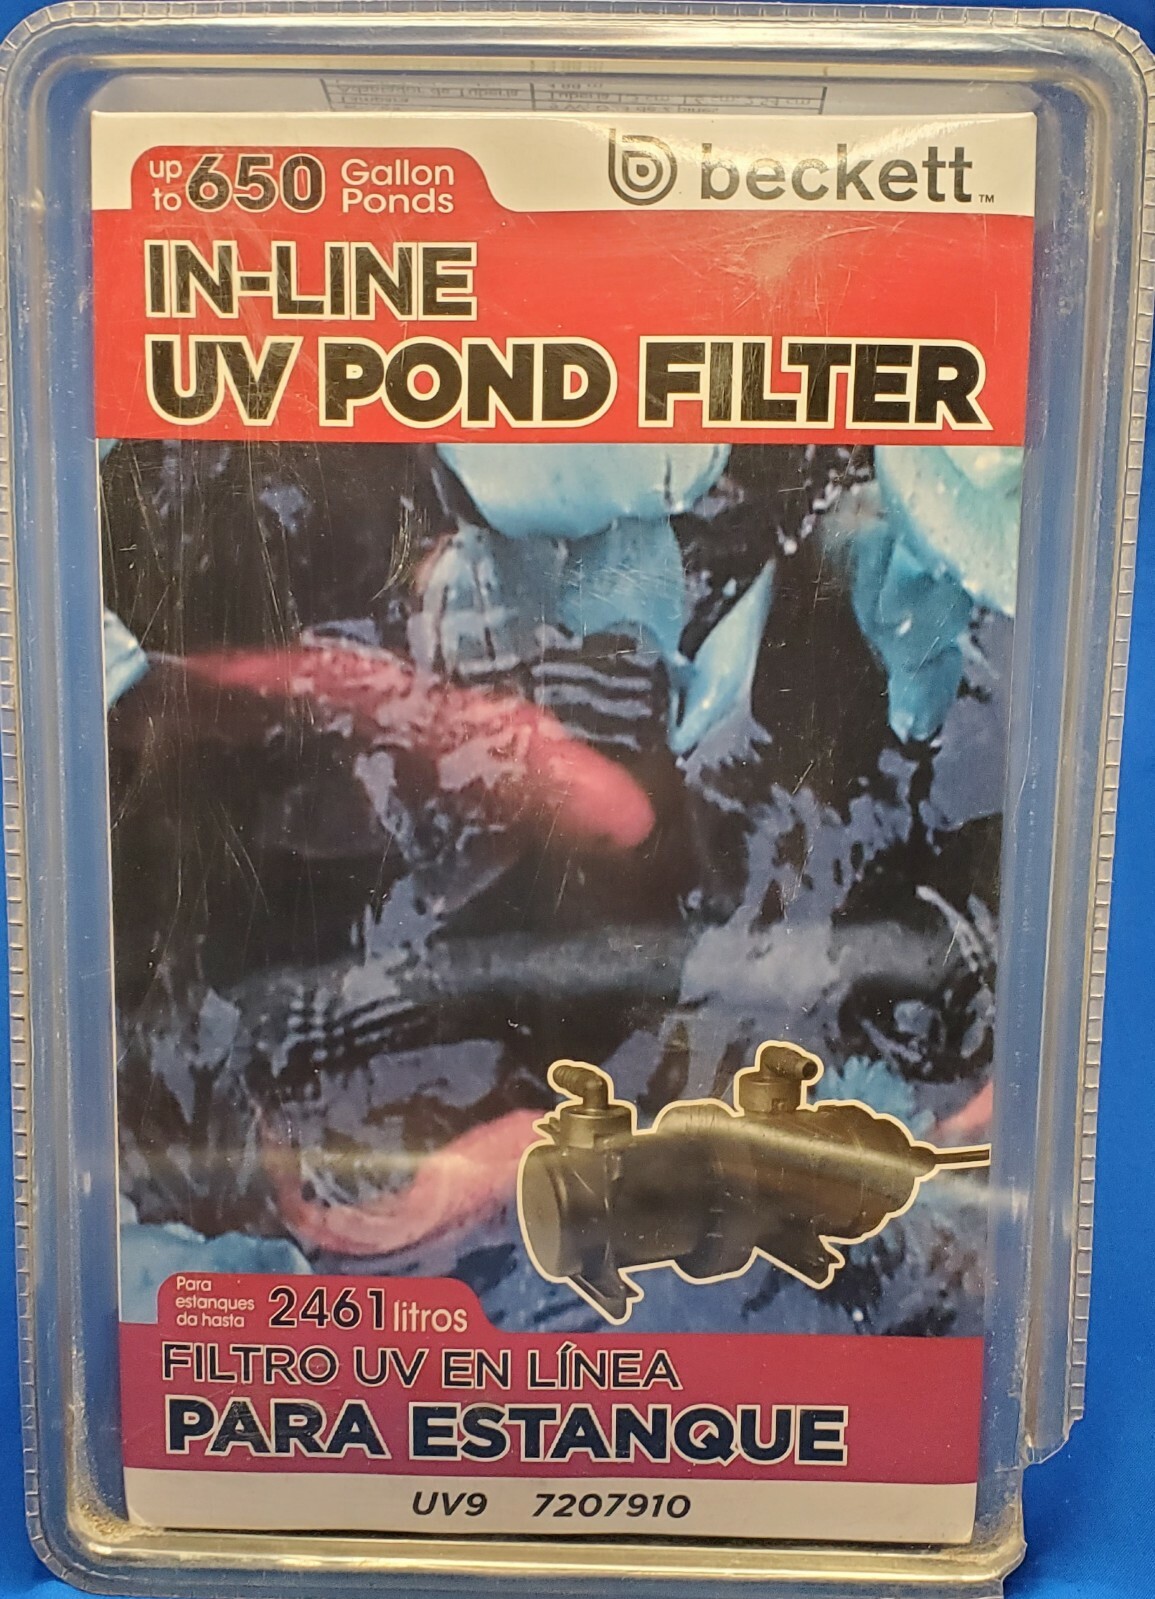 up to 650 Gallon Ponds
beckett™
IN-LINE
UV POND FILTER
Para estanques da hasta 2461 litros
FILTRO UV EN LÍNEA
PARA ESTANQUE
UV9 7207910